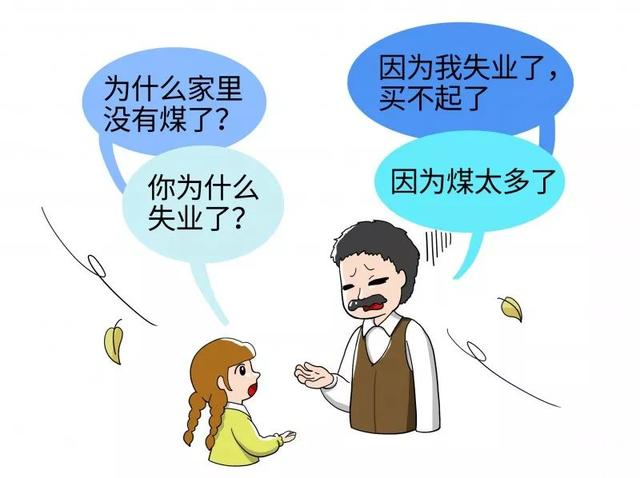 为什么家里
没有煤了？
因为我失业了，
买不起了
你为什么
失业了？
因为煤太多了